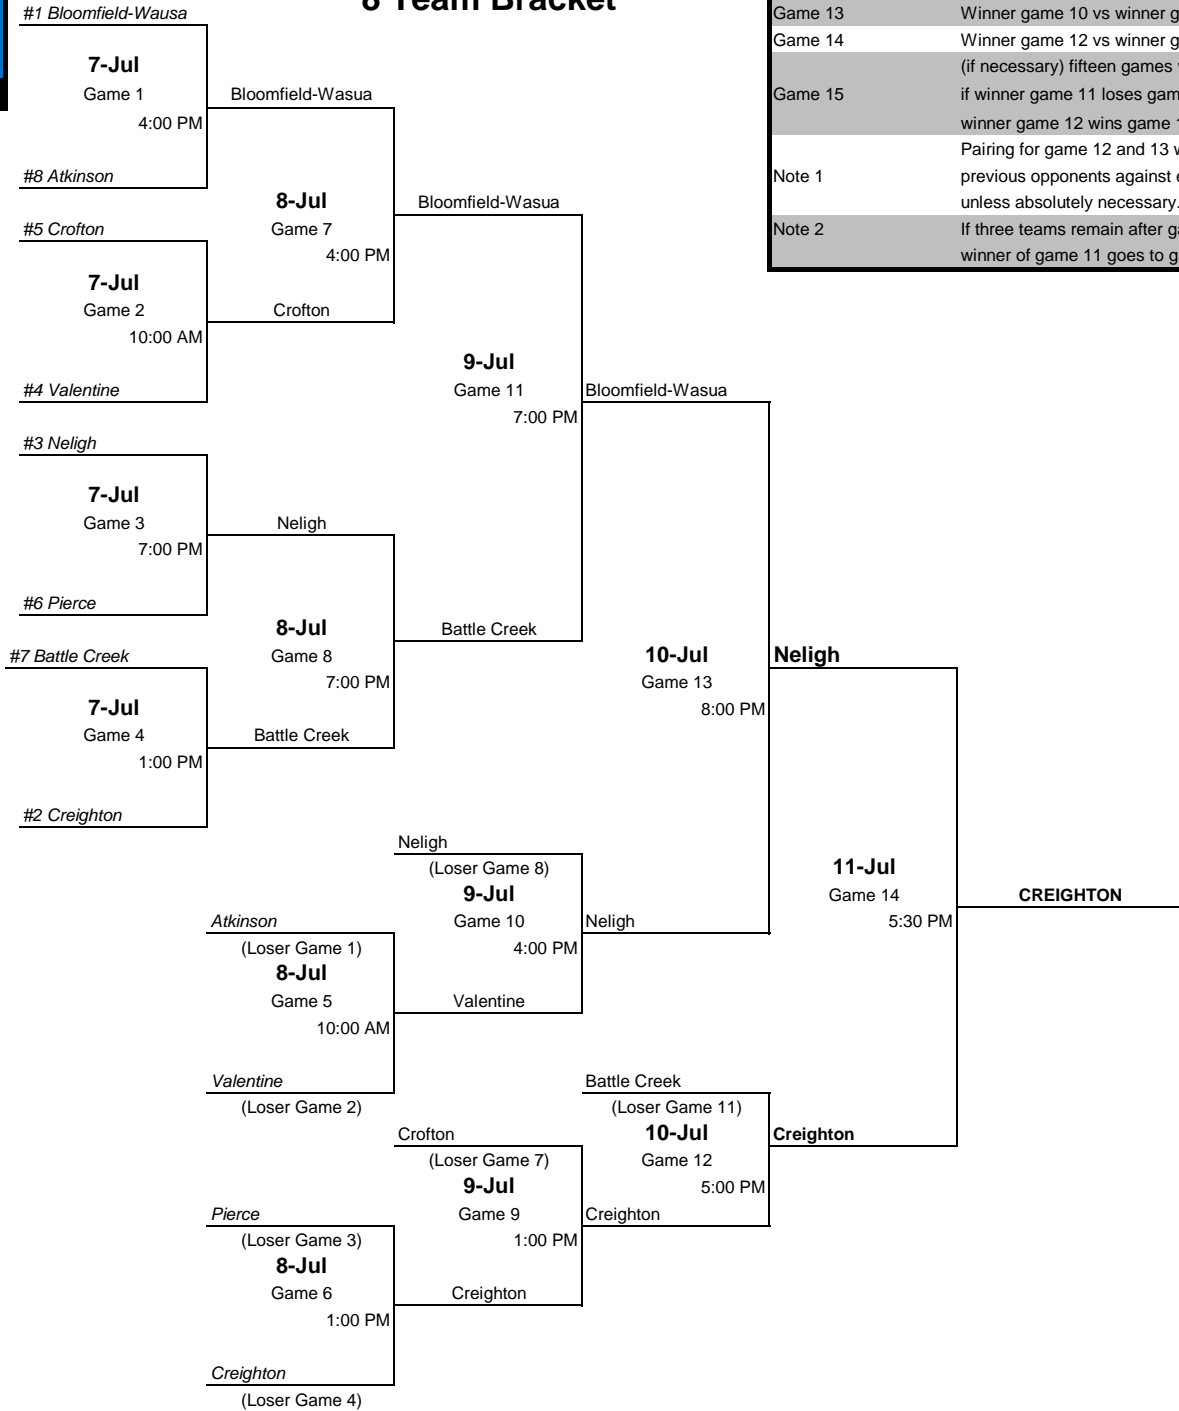 8 Team Bracket
#1 Bloomfield-Wausa
7-Jul
Game 1
4:00 PM
Bloomfield-Wasua
#8 Atkinson
8-Jul
Game 7
4:00 PM
Bloomfield-Wasua
#5 Crofton
7-Jul
Game 2
10:00 AM
Crofton
#4 Valentine
9-Jul
Game 11
7:00 PM
Bloomfield-Wasua
#3 Neligh
7-Jul
Game 3
7:00 PM
Neligh
#6 Pierce
8-Jul
Game 8
7:00 PM
Battle Creek
#7 Battle Creek
7-Jul
Game 4
1:00 PM
Battle Creek
#2 Creighton
10-Jul
Game 13
8:00 PM
Neligh
Neligh
(Loser Game 8)
9-Jul
Game 10
4:00 PM
Neligh
Atkinson
(Loser Game 1)
8-Jul
Game 5
10:00 AM
Valentine
Valentine
(Loser Game 2)
11-Jul
Game 14
5:30 PM
CREIGHTON
Battle Creek
(Loser Game 11)
10-Jul
Game 12
5:00 PM
Creighton
Crofton
(Loser Game 7)
9-Jul
Game 9
1:00 PM
Creighton
Pierce
(Loser Game 3)
8-Jul
Game 6
1:00 PM
Creighton
Creighton
(Loser Game 4)
Game 13 Winner game 10 vs winner g
Game 14 Winner game 12 vs winner g
(if necessary) fifteen games
Game 15 if winner game 11 loses gam
winner game 12 wins game
Pairing for game 12 and 13
Note 1 previous opponents against
unless absolutely necessary.
Note 2 If three teams remain after
winner of game 11 goes to